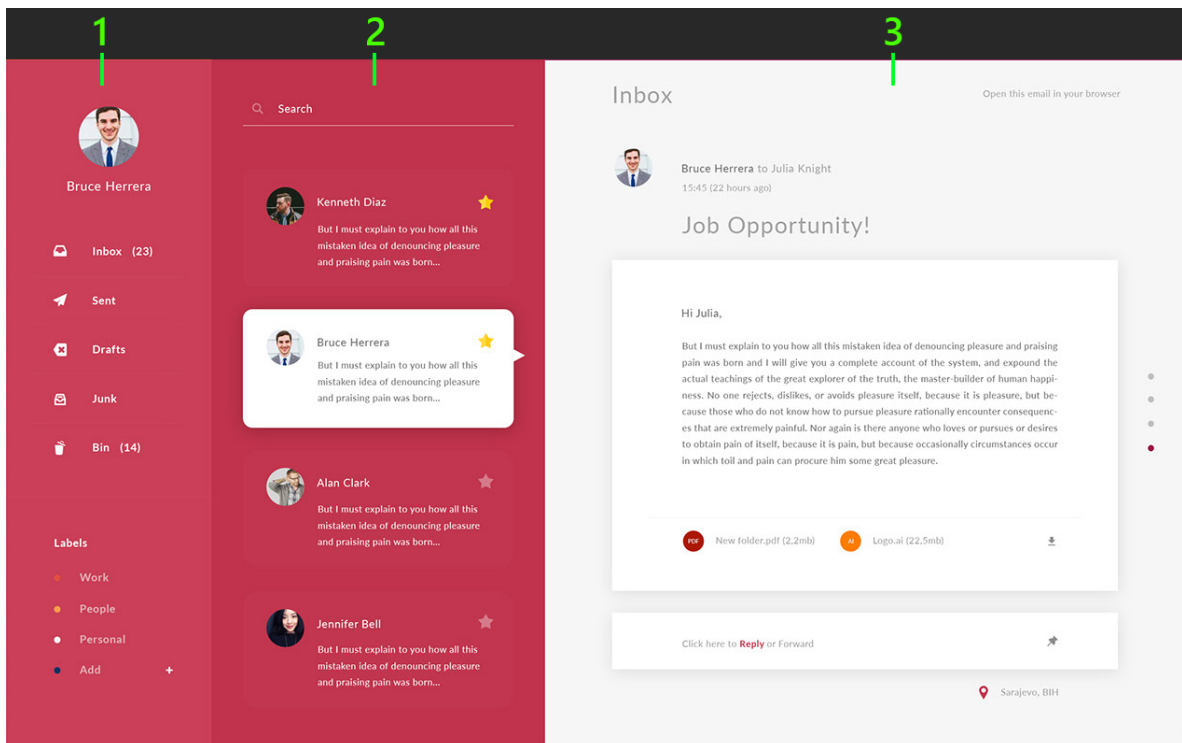 1
2
3
Bruce Herrera
Inbox (23)
Sent
Drafts
Junk
Bin (14)
Labels
Work
People
Personal
Add +
Search
Kenneth Diaz
But I must explain to you how all this
mistaken idea of denouncing pleasure
and praising pain was born...
Bruce Herrera
But I must explain to you how all this
mistaken idea of denouncing pleasure
and praising pain was born...
Alan Clark
But I must explain to you how all this
mistaken idea of denouncing pleasure
and praising pain was born...
Jennifer Bell
But I must explain to you how all this
mistaken idea of denouncing pleasure
and praising pain was born...
Inbox
Open this email in your browser
Bruce Herrera to Julia Knight
15:45 (22 hours ago)
Job Opportunity!
Hi Julia,
But I must explain to you how all this mistaken idea of denouncing pleasure and praising
pain was born and I will give you a complete account of the system, and expound the
actual teachings of the great explorer of the truth, the master-builder of human happi-
ness. No one rejects, dislikes, or avoids pleasure itself, because it is pleasure, but be-
cause those who do not know how to pursue pleasure rationally encounter consequenc-
es that are extremely painful. Nor again is there anyone who loves or pursues or desires
to obtain pain of itself, because it is pain, but because occasionally circumstances occur
in which toil and pain can procure him some great pleasure.
PDF New folder.pdf (2,2mb) AI Logo.ai (22,5mb)
Click here to Reply or Forward
Sarajevo, BIH